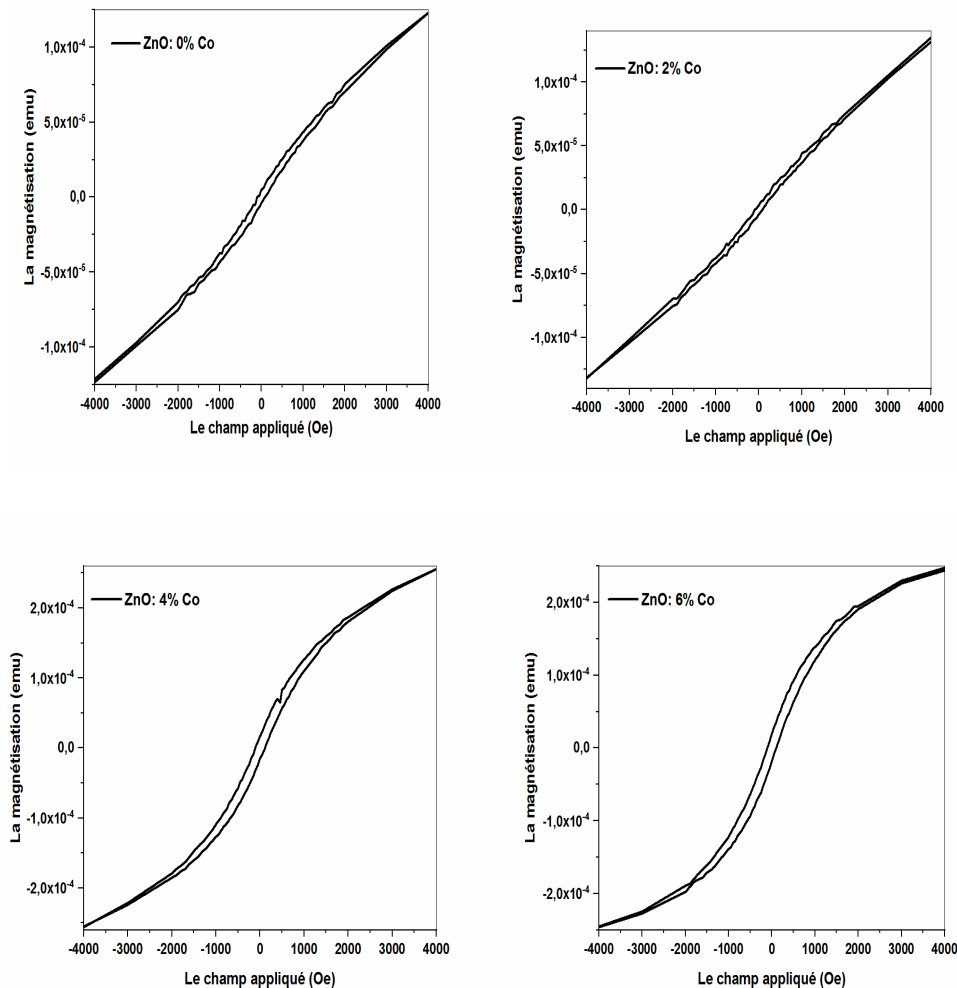 ZnO: 0% Co
La magnétisation (emu)
1,0x10⁻⁴
5,0x10⁻⁵
0,0
-5,0x10⁻⁵
-1,0x10⁻⁴
-4000 -3000 -2000 -1000 0 1000 2000 3000 4000
Le champ appliqué (Oe)
ZnO: 2% Co
La magnétisation (emu)
1,0x10⁻⁴
5,0x10⁻⁵
0,0
-5,0x10⁻⁵
-1,0x10⁻⁴
-4000 -3000 -2000 -1000 0 1000 2000 3000 4000
Le champ appliqué (Oe)
ZnO: 4% Co
La magnétisation (emu)
2,0x10⁻⁴
1,0x10⁻⁴
0,0
-1,0x10⁻⁴
-2,0x10⁻⁴
-4000 -3000 -2000 -1000 0 1000 2000 3000 4000
Le champ appliqué (Oe)
ZnO: 6% Co
La magnétisation (emu)
2,0x10⁻⁴
1,0x10⁻⁴
0,0
-1,0x10⁻⁴
-2,0x10⁻⁴
-4000 -3000 -2000 -1000 0 1000 2000 3000 4000
Le champ appliqué (Oe)